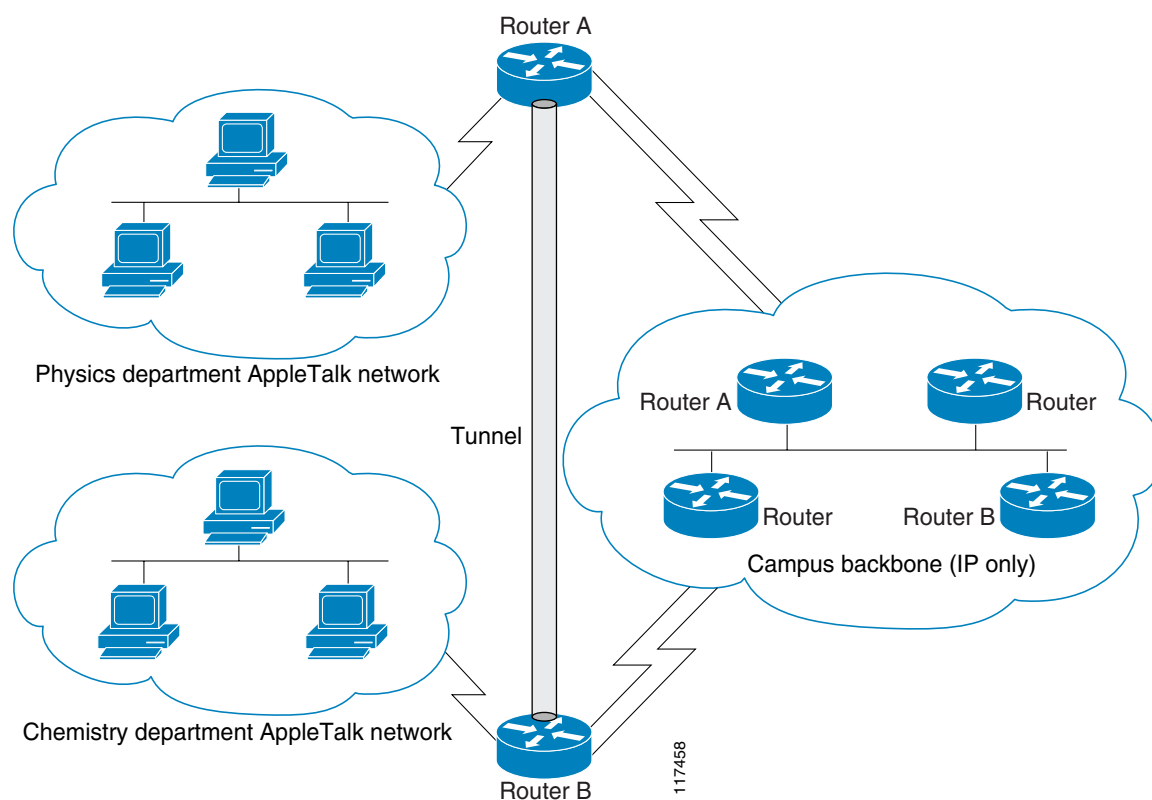 Router A
Physics department AppleTalk network
Router A
Router
Tunnel
Router
Router B
Campus backbone (IP only)
Chemistry department AppleTalk network
Router B
117458